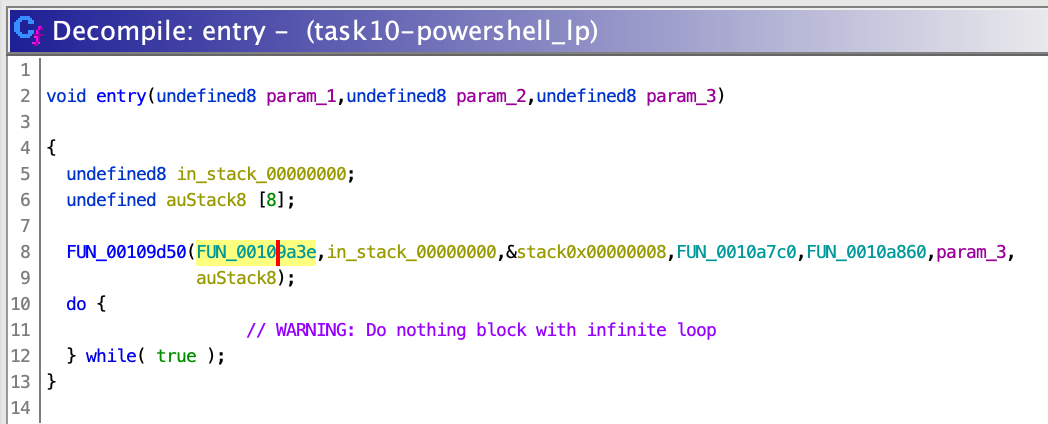 Decompile: entry - (task10-powershell_lp)
1
2 void entry(undefined8 param_1,undefined8 param_2,undefined8 param_3)
3
4 {
5 undefined8 in_stack_00000000;
6 undefined auStack8 [8];
7
8 FUN_00109d50(FUN_00109a3e,in_stack_00000000,&stack0x00000008,FUN_0010a7c0,FUN_0010a860,param_3,
9 auStack8);
10 do {
11 // WARNING: Do nothing block with infinite loop
12 } while( true );
13 }
14